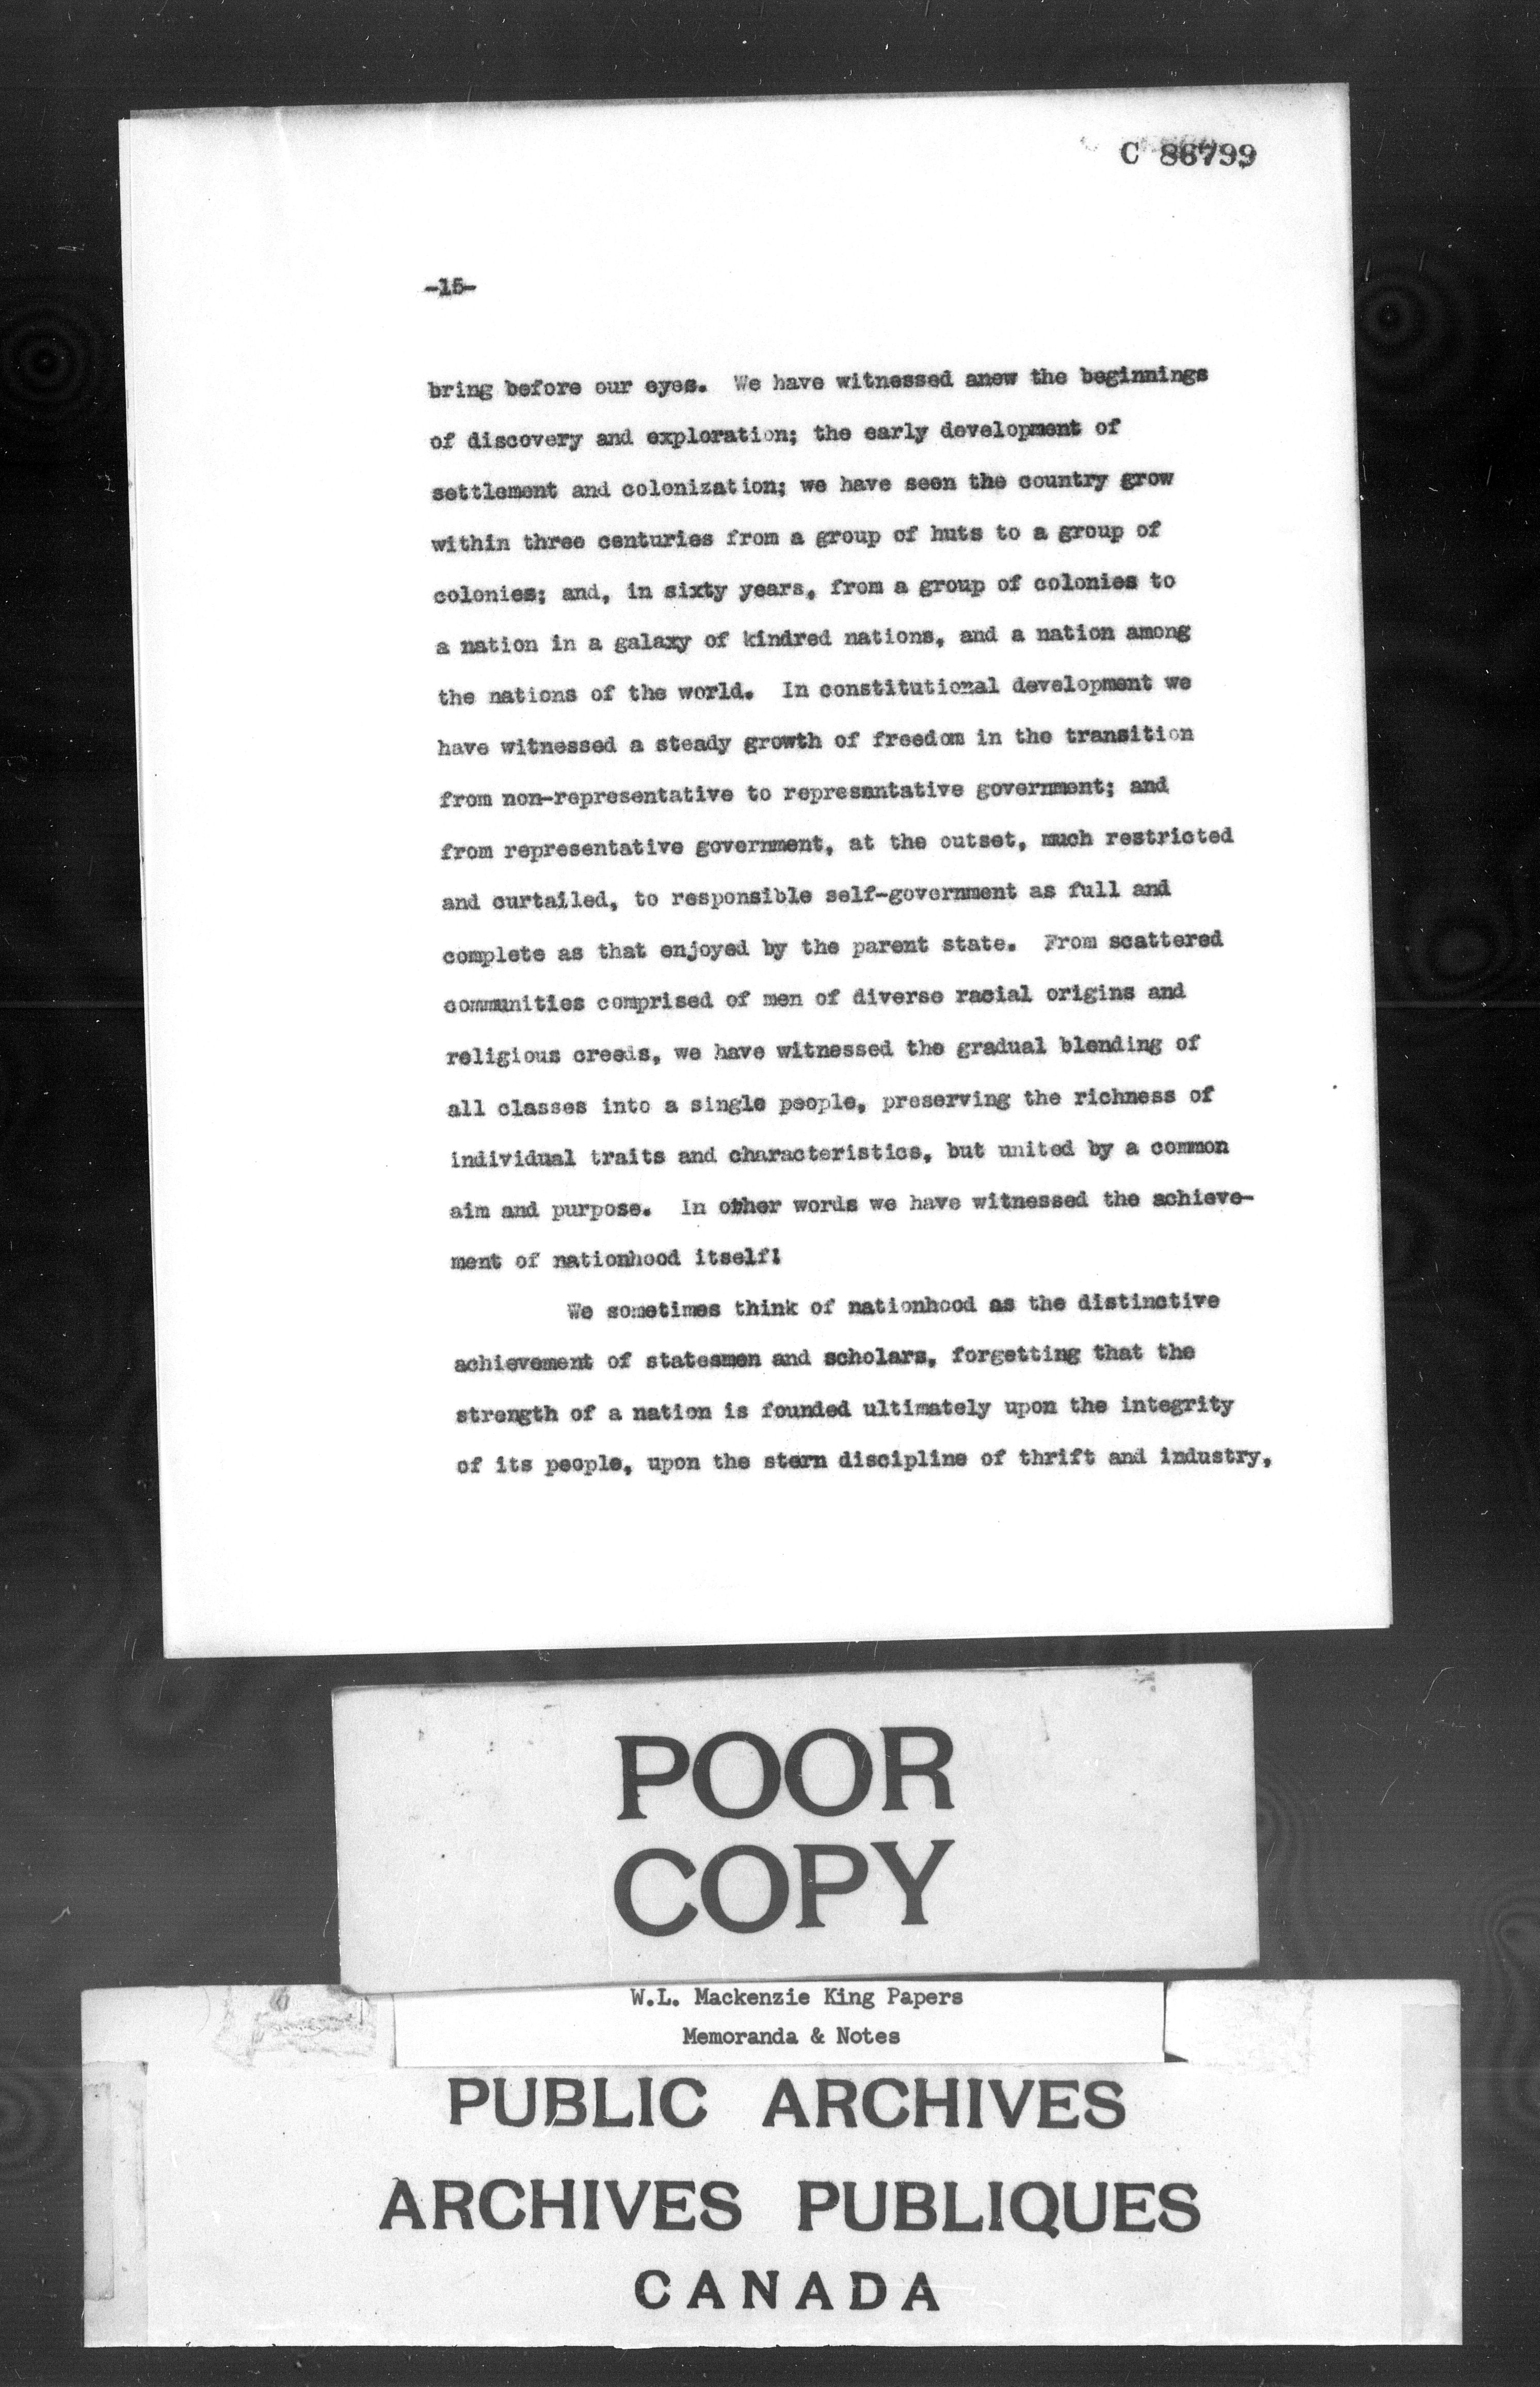 C 86799
-15-
bring before our eyes. We have witnessed anew the beginnings
of discovery and exploration; the early development of
settlement and colonization; we have seen the country grow
within three centuries from a group of huts to a group of
colonies; and, in sixty years, from a group of colonies to
a nation in a galaxy of kindred nations, and a nation among
the nations of the world. In constitutional development we
have witnessed a steady growth of freedom in the transition
from non-representative to represnntative government; and
from representative government, at the outset, much restricted
and curtailed, to responsible self-government as full and
complete as that enjoyed by the parent state. From scattered
communities comprised of men of diverse racial origins and
religious creeds, we have witnessed the gradual blending of
all classes into a single people, preserving the richness of
individual traits and characteristics, but united by a common
aim and purpose. In other words we have witnessed the achieve-
ment of nationhood itself!
We sometimes think of nationhood as the distinctive
achievement of statesmen and scholars, forgetting that the
strength of a nation is founded ultimately upon the integrity
of its people, upon the stern discipline of thrift and industry,
POOR
COPY
W.L. Mackenzie King Papers
Memoranda & Notes
PUBLIC ARCHIVES
ARCHIVES PUBLIQUES
CANADA